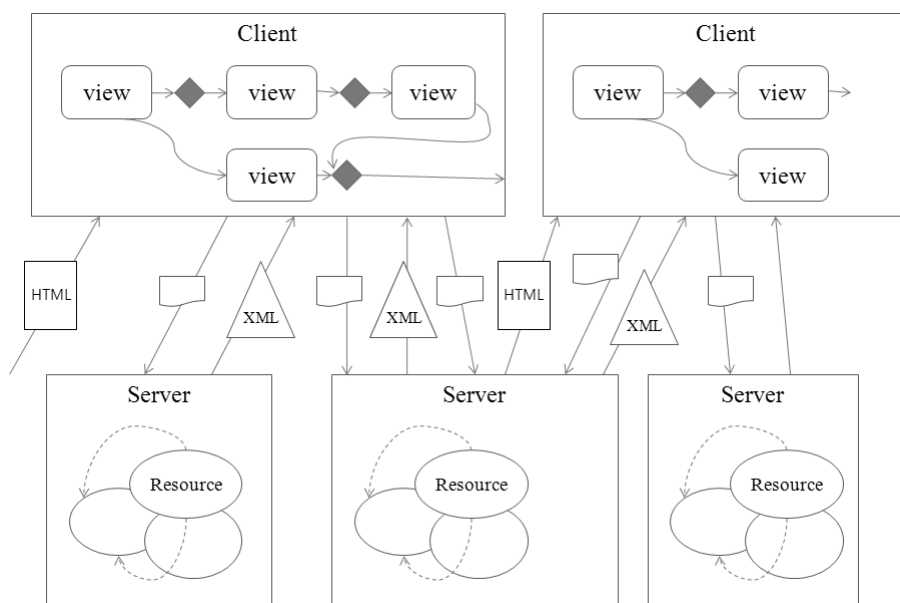 Client
Client
view
view
view
view
view
view
view
HTML
XML
XML
HTML
XML
Server
Server
Server
Resource
Resource
Resource